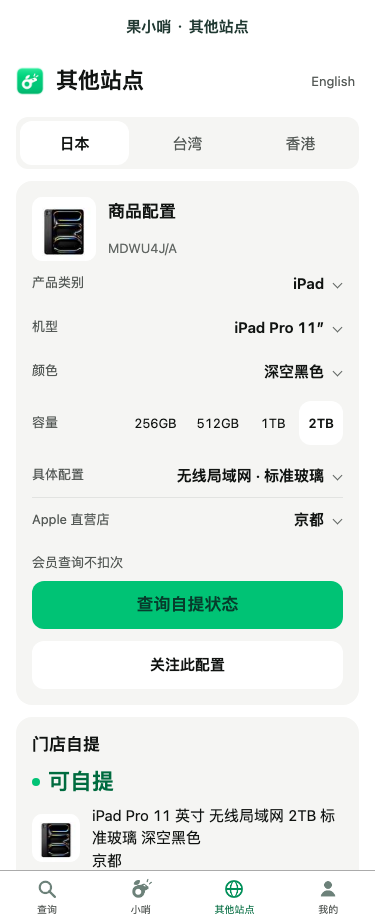 果小哨 · 其他站点
其他站点
English
日本
台湾
香港
商品配置
MDWU4J/A
产品类别
iPad
机型
iPad Pro 11″
颜色
深空黑色
容量
256GB
512GB
1TB
2TB
具体配置
无线局域网 · 标准玻璃
Apple 直营店
京都
会员查询不扣次
查询自提状态
关注此配置
门店自提
可自提
iPad Pro 11 英寸 无线局域网 2TB 标
准玻璃 深空黑色
京都
查询
小哨
其他站点
我的